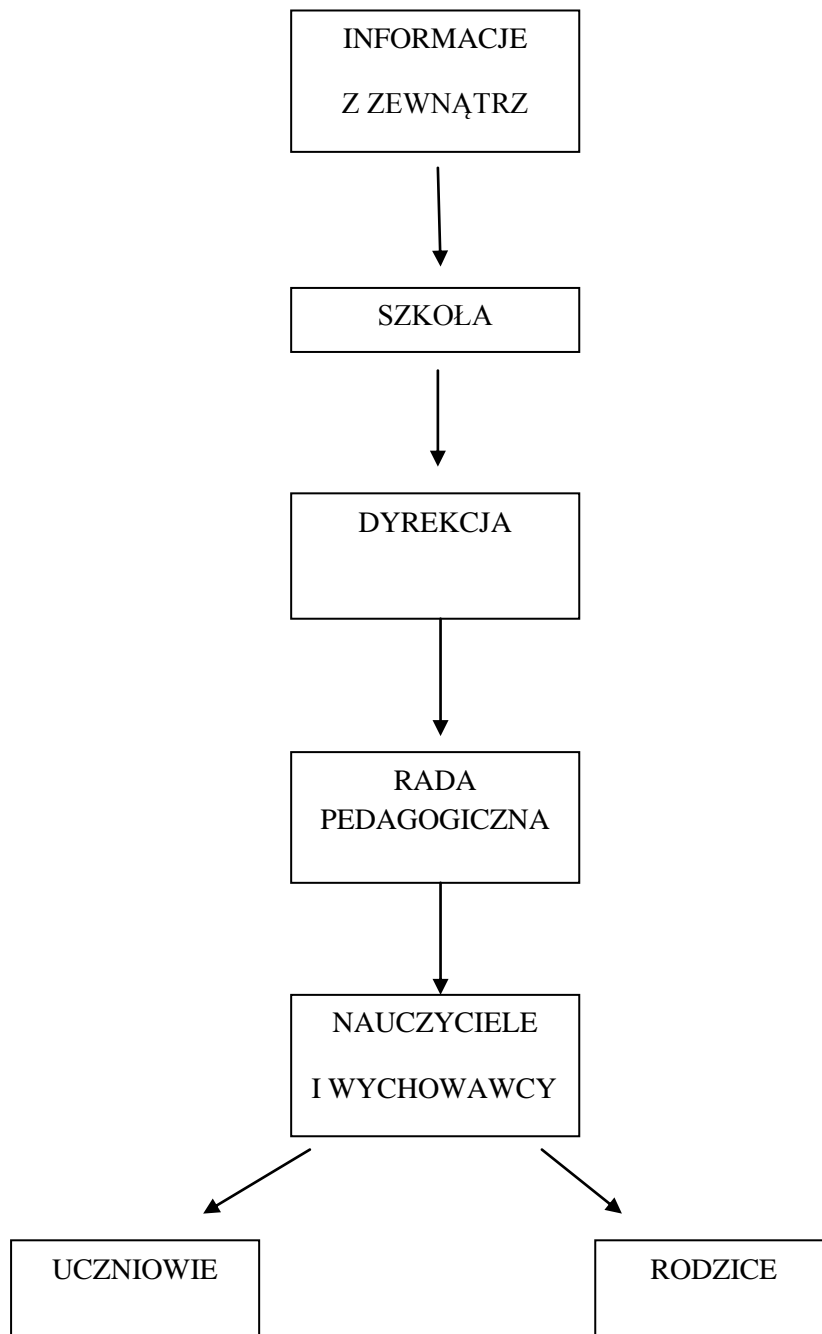 INFORMACJE
Z ZEWNĄTRZ
SZKOŁA
DYREKCJA
RADA
PEDAGOGICZNA
NAUCZYCIELE
I WYCHOWAWCY
UCZNIOWIE
RODZICE